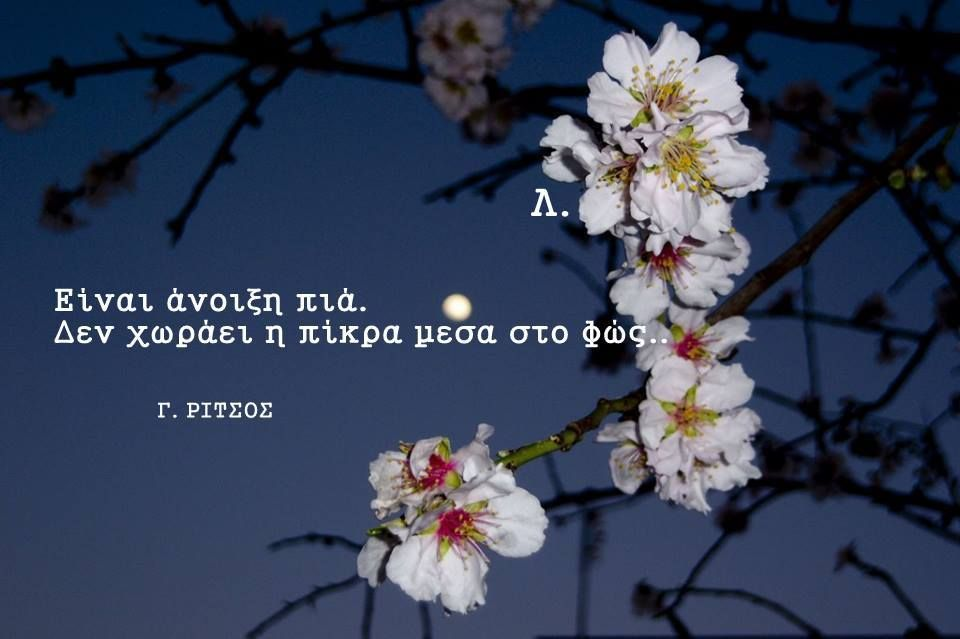 Λ.
Είναι άνοιξη πιά.
Δεν χωράει η πίκρα μεσα στο φώς..
Γ. ΡΙΤΣΟΣ